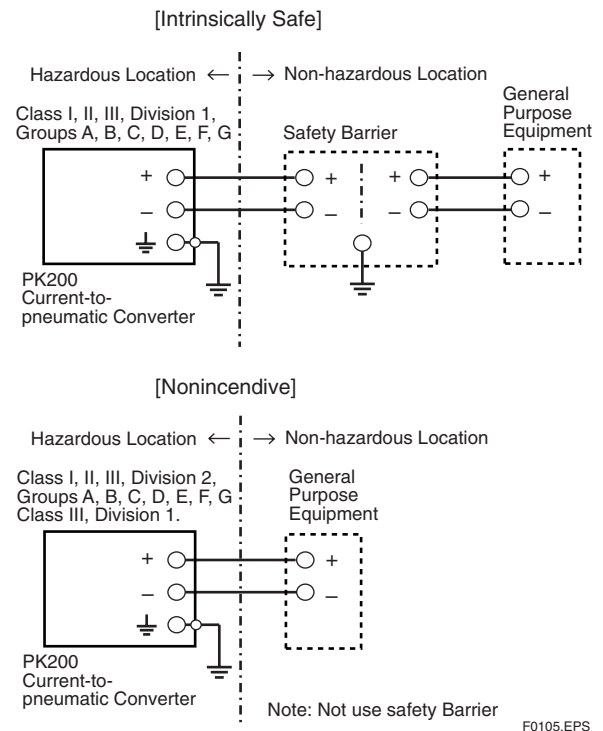 [Intrinsically Safe]
Hazardous Location ← → Non-hazardous Location
Class I, II, III, Division 1,
Groups A, B, C, D, E, F, G
Safety Barrier
General
Purpose
Equipment
+ + + +
– – – –
PK200
Current-to-
pneumatic Converter
[Nonincendive]
Hazardous Location ← → Non-hazardous Location
Class I, II, III, Division 2,
Groups A, B, C, D, E, F, G
Class III, Division 1.
General
Purpose
Equipment
+ +
– –
PK200
Current-to-
pneumatic Converter
Note: Not use safety Barrier
F0105.EPS